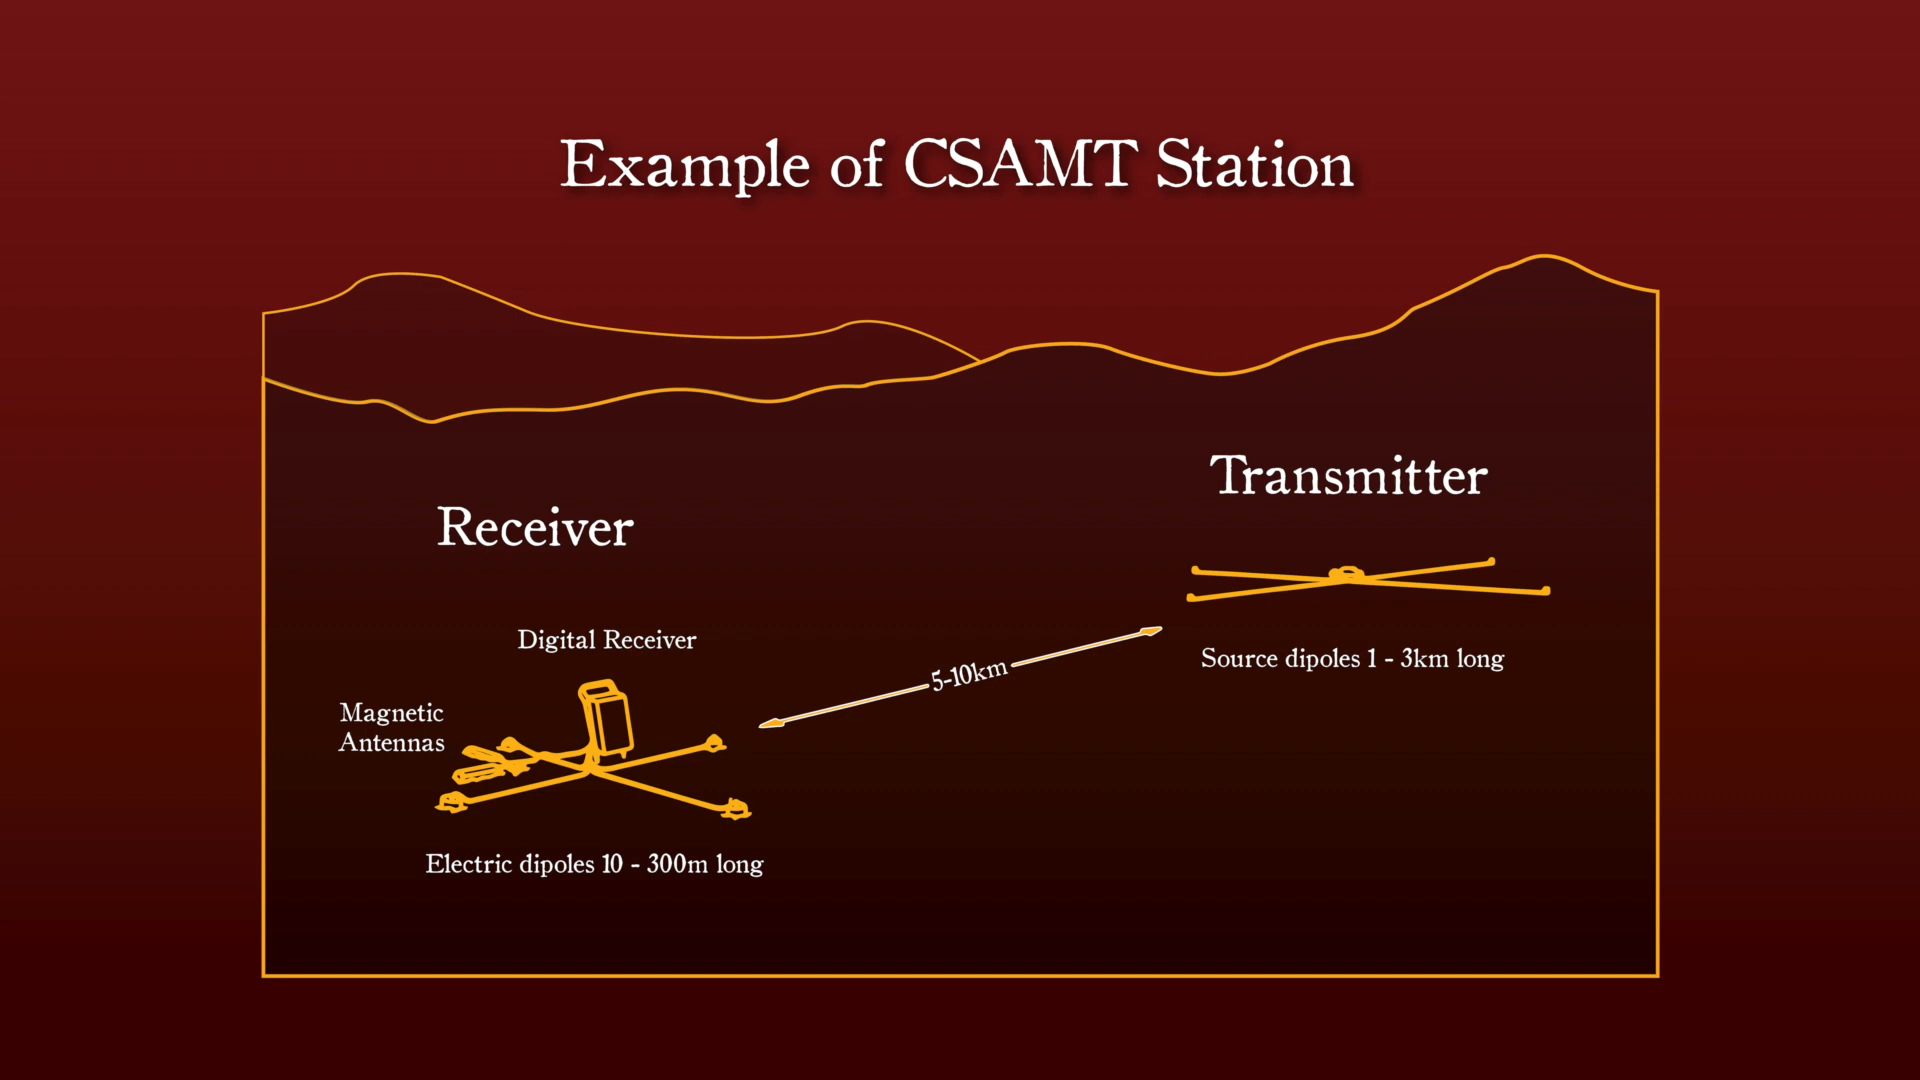 Example of CSAMT Station
Transmitter
Receiver
Digital Receiver
Source dipoles 1 - 3km long
5-10km
Magnetic
Antennas
Electric dipoles 10 - 300m long